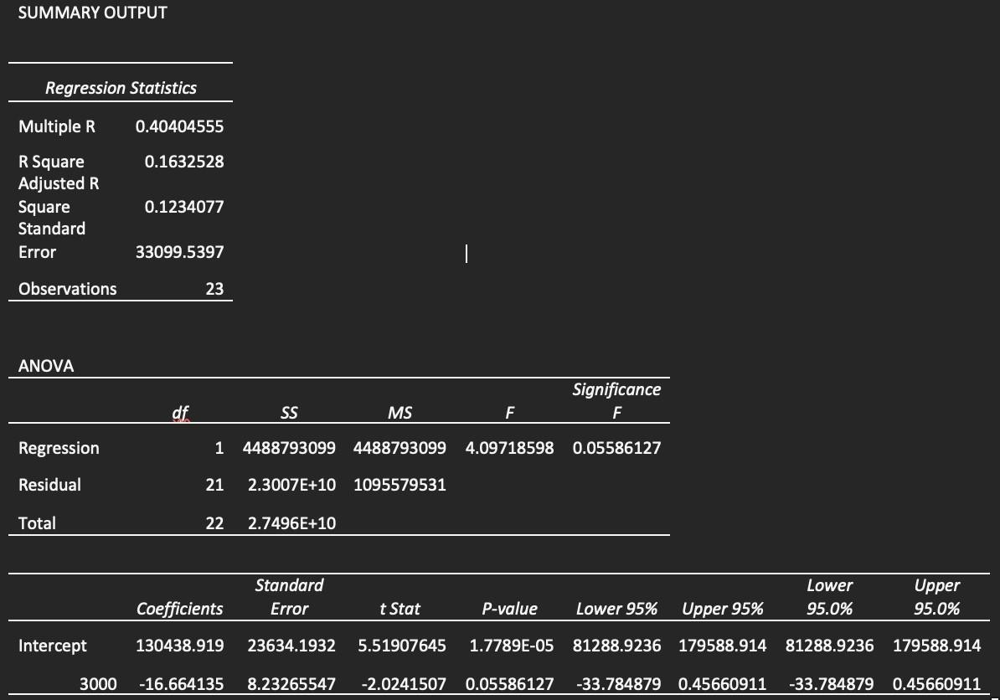 SUMMARY OUTPUT
Regression Statistics
Multiple R 0.40404555
R Square 0.1632528
Adjusted R
Square 0.1234077
Standard
Error 33099.5397
Observations 23
ANOVA
Significance
df SS MS F F
Regression 1 4488793099 4488793099 4.09718598 0.05586127
Residual 21 2.3007E+10 1095579531
Total 22 2.7496E+10
Standard Lower Upper
Coefficients Error t Stat P-value Lower 95% Upper 95% 95.0% 95.0%
Intercept 130438.919 23634.1932 5.51907645 1.7789E-05 81288.9236 179588.914 81288.9236 179588.914
3000 -16.664135 8.23265547 -2.0241507 0.05586127 -33.784879 0.45660911 -33.784879 0.45660911